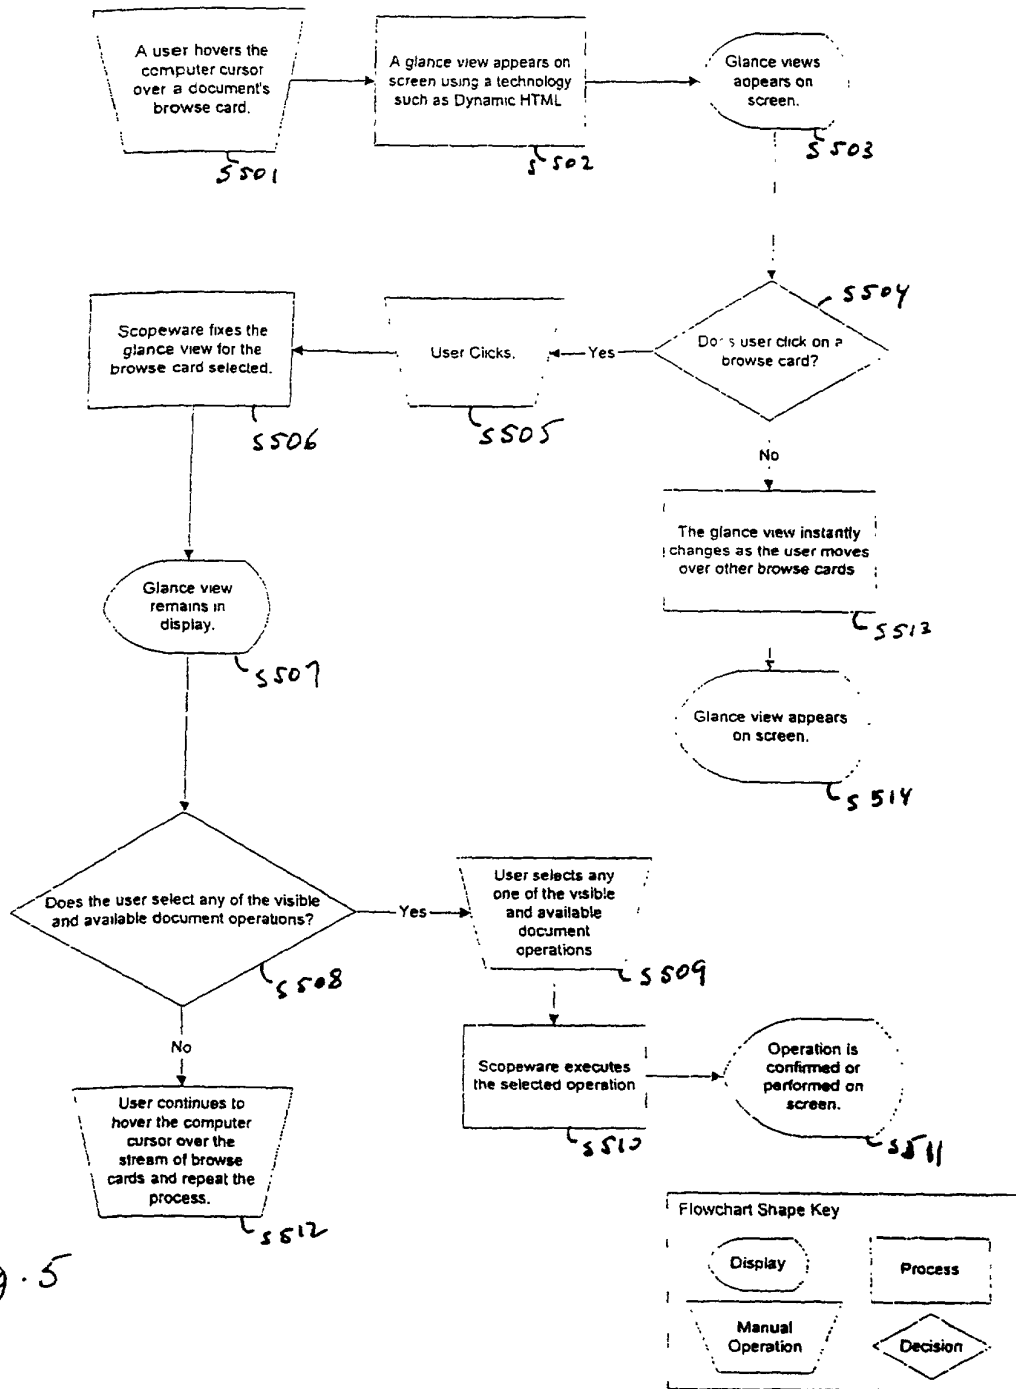 A user hovers the
computer cursor
over a document's
browse card.
S501
A glance view appears on
screen using a technology
such as Dynamic HTML
S502
Glance views
appears on
screen.
S503
S504
Does user click on a
browse card?
Yes
User Clicks.
S505
Scopeware fixes the
glance view for the
browse card selected.
S506
No
The glance view instantly
changes as the user moves
over other browse cards
S513
Glance view appears
on screen.
S514
Glance view
remains in
display.
S507
Does the user select any of the visible
and available document operations?
S508
Yes
User selects any
one of the visible
and available
document
operations
S509
Scopeware executes
the selected operation
S510
Operation is
confirmed or
performed on
screen.
S511
No
User continues to
hover the computer
cursor over the
stream of browse
cards and repeat the
process.
S512
g.5
Flowchart Shape Key
Display
Process
Manual
Operation
Decision